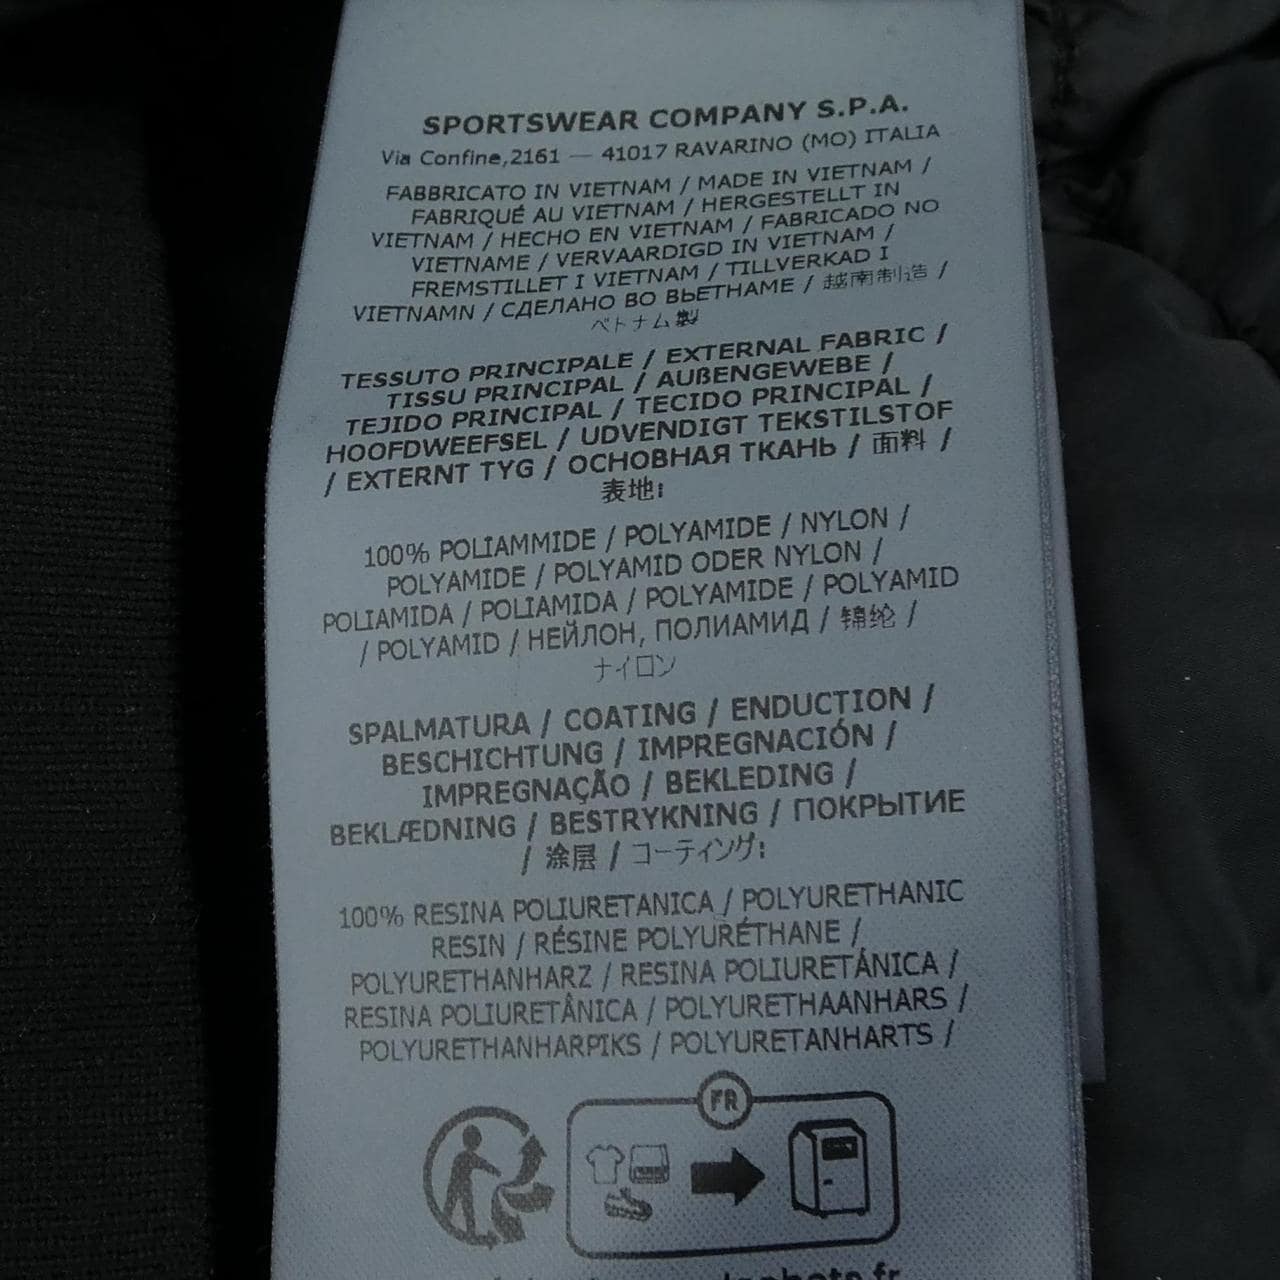 SPORTSWEAR COMPANY S.P.A.
Via Confine,2161 — 41017 RAVARINO (MO) ITALIA
FABBRICATO IN VIETNAM / MADE IN VIETNAM /
FABRIQUÉ AU VIETNAM / HERGESTELLT IN
VIETNAM / HECHO EN VIETNAM / FABRICADO NO
VIETNAME / VERVAARDIGD IN VIETNAM /
FREMSTILLET I VIETNAM / TILLVERKAD I
VIETNAMN / СДЕЛАНО ВО ВЬЕТНАМЕ / 越南制造 /
ベトナム製
TESSUTO PRINCIPALE / EXTERNAL FABRIC /
TISSU PRINCIPAL / AUßENGEWEBE /
TEJIDO PRINCIPAL / TECIDO PRINCIPAL /
HOOFDWEEFSEL / UDVENDIGT TEKSTILSTOF
/ EXTERNT TYG / ОСНОВНАЯ ТКАНЬ / 面料 /
表地:
100% POLIAMMIDE / POLYAMIDE / NYLON /
POLYAMIDE / POLYAMID ODER NYLON /
POLIAMIDA / POLIAMIDA / POLYAMIDE / POLYAMID
/ POLYAMID / НЕЙЛОН, ПОЛИАМИД / 锦纶 /
ナイロン
SPALMATURA / COATING / ENDUCTION /
BESCHICHTUNG / IMPREGNACIÓN /
IMPREGNAÇÃO / BEKLEDING /
BEKLÆDNING / BESTRYKNING / ПОКРЫТИЕ
/ 涂层 / コーティング:
100% RESINA POLIURETANICA / POLYURETHANIC
RESIN / RÉSINE POLYURÉTHANE /
POLYURETHANHARZ / RESINA POLIURETÁNICA /
RESINA POLIURETÂNICA / POLYURETHAANHARS /
POLYURETHANHARPIKS / POLYURETANHARTS /
FR